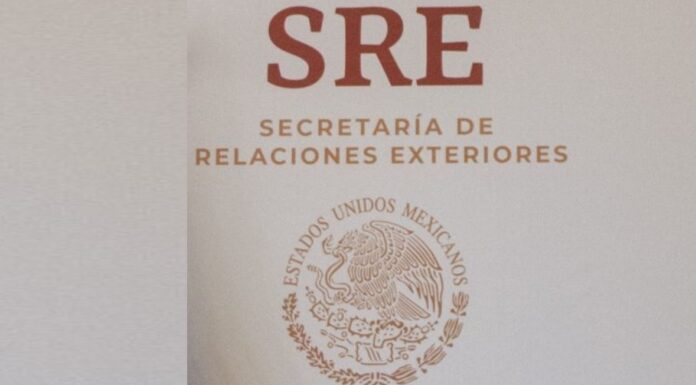 SRE
SECRETARÍA DE
RELACIONES EXTERIORES
ESTADOS UNIDOS MEXICANOS